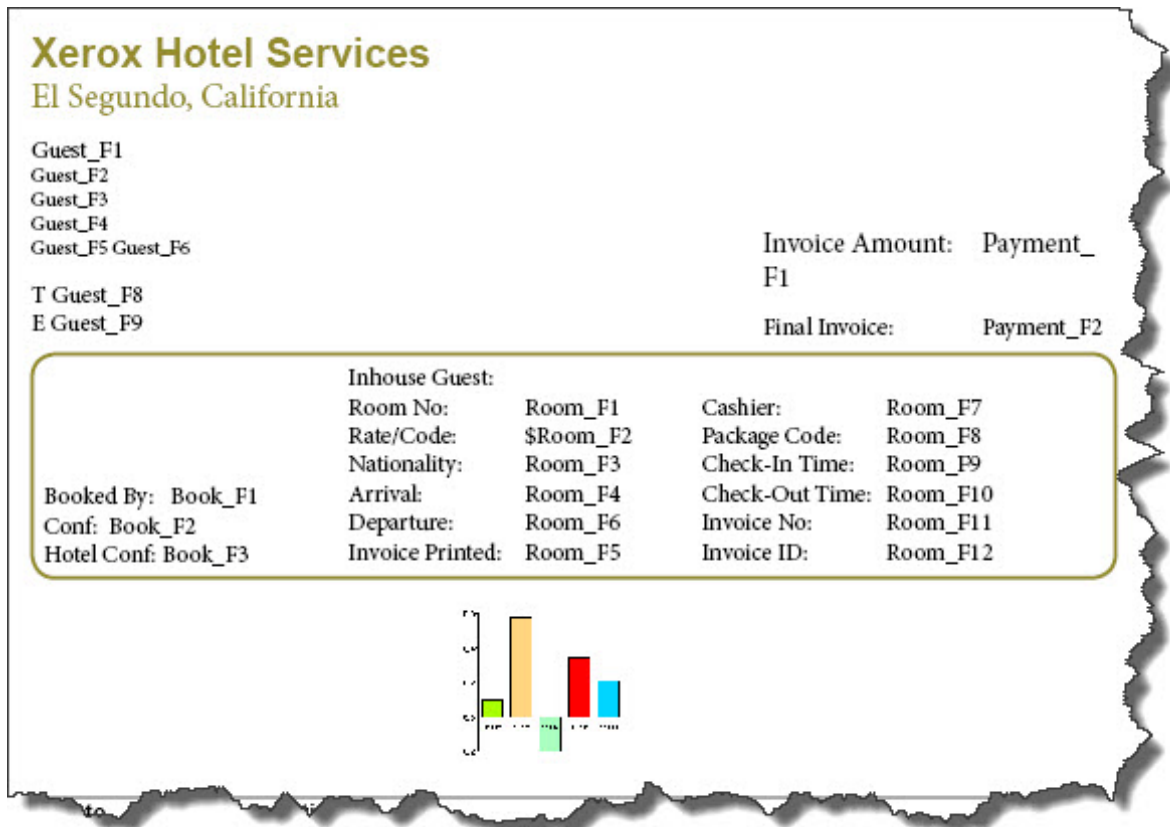 Xerox Hotel Services
El Segundo, California
Guest_F1
Guest_F2
Guest_F3
Guest_F4
Guest_F5 Guest_F6
T Guest_F8
E Guest_F9
Invoice Amount: Payment_
F1
Final Invoice: Payment_F2
Booked By: Book_F1
Conf: Book_F2
Hotel Conf: Book_F3
Inhouse Guest:
Room No: Room_F1
Rate/Code: $Room_F2
Nationality: Room_F3
Arrival: Room_F4
Departure: Room_F6
Invoice Printed: Room_F5
Cashier: Room_F7
Package Code: Room_F8
Check-In Time: Room_F9
Check-Out Time: Room_F10
Invoice No: Room_F11
Invoice ID: Room_F12